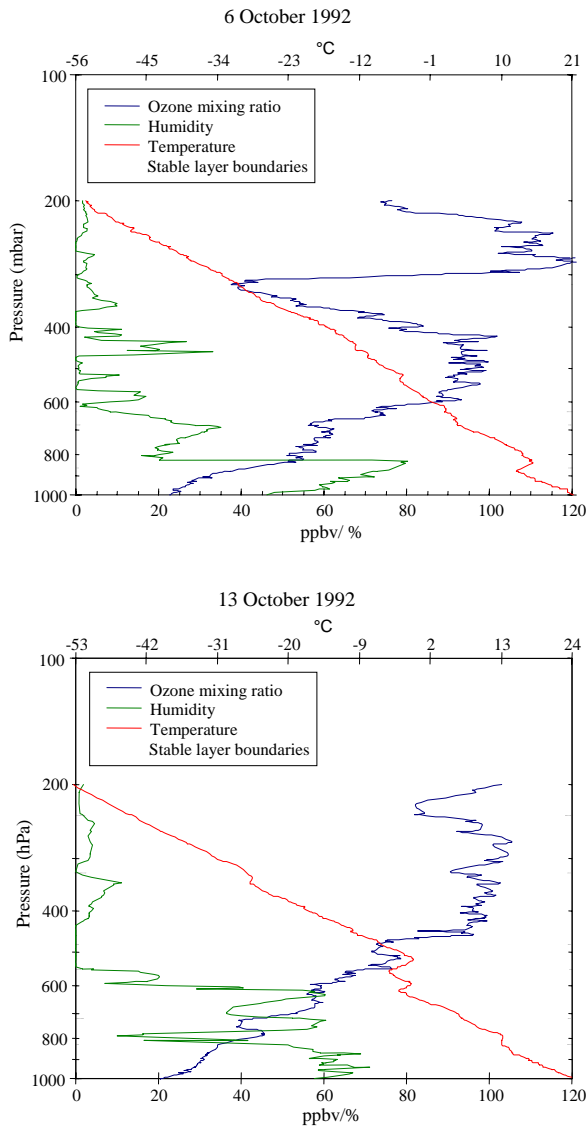 6 October 1992
°C
-56 -45 -34 -23 -12 -1 10 21
100
Ozone mixing ratio
Humidity
Temperature
Stable layer boundaries
200
Pressure (mbar)
400
600
800
1000
0 20 40 60 80 100 120
ppbv/ %
13 October 1992
°C
-53 -42 -31 -20 -9 2 13 24
100
Ozone mixing ratio
Humidity
Temperature
Stable layer boundaries
200
Pressure (hPa)
400
600
800
1000
0 20 40 60 80 100 120
ppbv/%